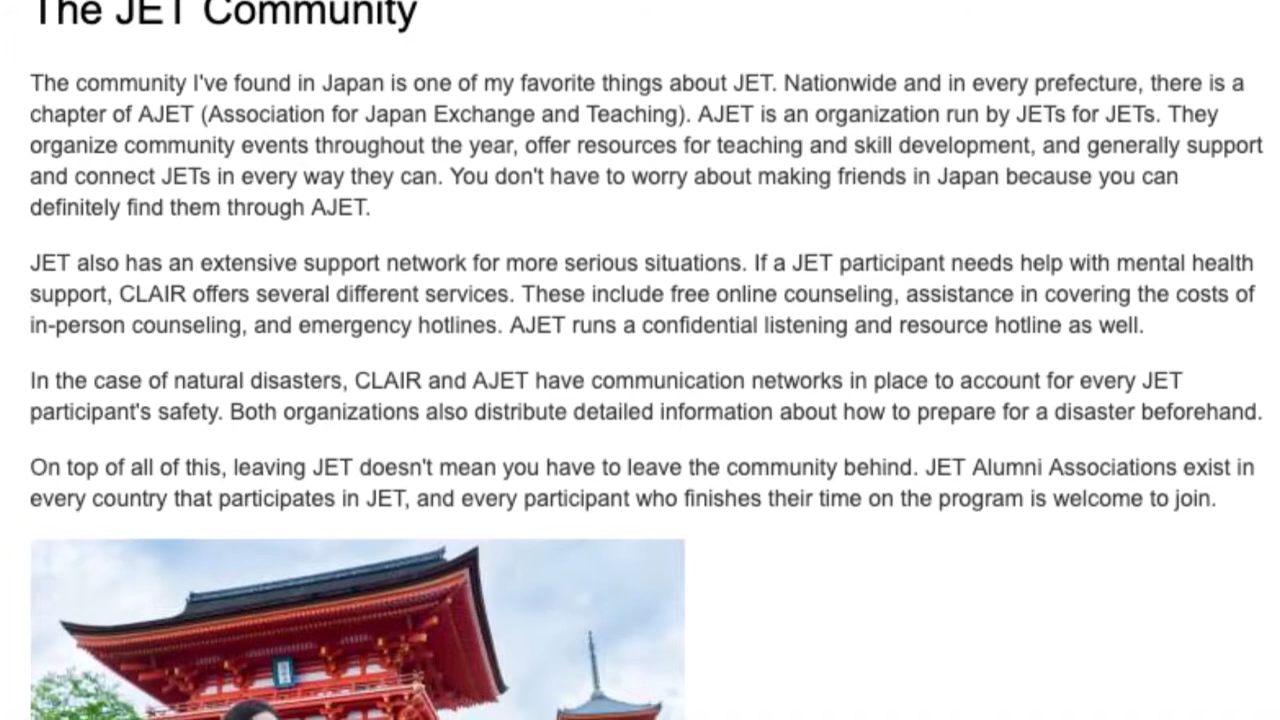 The JET Community
The community I've found in Japan is one of my favorite things about JET. Nationwide and in every prefecture, there is a
chapter of AJET (Association for Japan Exchange and Teaching). AJET is an organization run by JETs for JETs. They
organize community events throughout the year, offer resources for teaching and skill development, and generally support
and connect JETs in every way they can. You don't have to worry about making friends in Japan because you can
definitely find them through AJET.
JET also has an extensive support network for more serious situations. If a JET participant needs help with mental health
support, CLAIR offers several different services. These include free online counseling, assistance in covering the costs of
in-person counseling, and emergency hotlines. AJET runs a confidential listening and resource hotline as well.
In the case of natural disasters, CLAIR and AJET have communication networks in place to account for every JET
participant's safety. Both organizations also distribute detailed information about how to prepare for a disaster beforehand.
On top of all of this, leaving JET doesn't mean you have to leave the community behind. JET Alumni Associations exist in
every country that participates in JET, and every participant who finishes their time on the program is welcome to join.